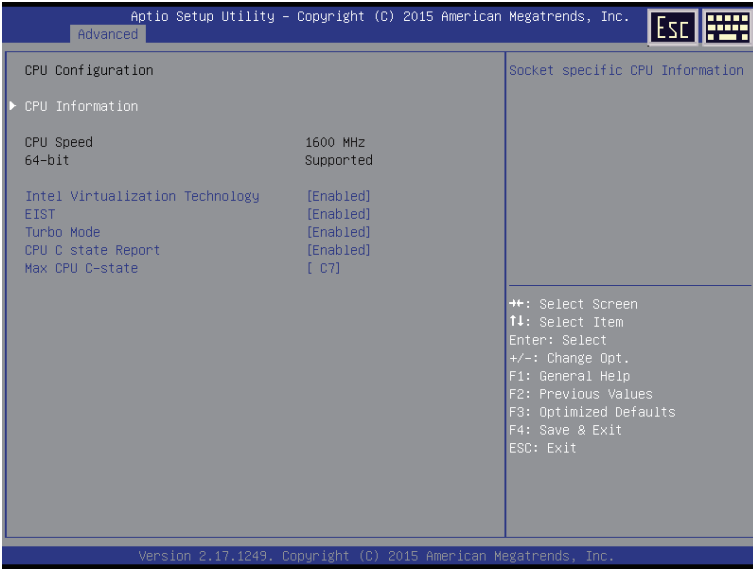 Aptio Setup Utility – Copyright (C) 2015 American Megatrends, Inc.
Esc
Advanced
CPU Configuration
CPU Information
CPU Speed 1600 MHz
64-bit Supported
Intel Virtualization Technology [Enabled]
EIST [Enabled]
Turbo Mode [Enabled]
CPU C state Report [Enabled]
Max CPU C-state [ C7]
Socket specific CPU Information
→←: Select Screen
↑↓: Select Item
Enter: Select
+/-: Change Opt.
F1: General Help
F2: Previous Values
F3: Optimized Defaults
F4: Save & Exit
ESC: Exit
Version 2.17.1249. Copyright (C) 2015 American Megatrends, Inc.